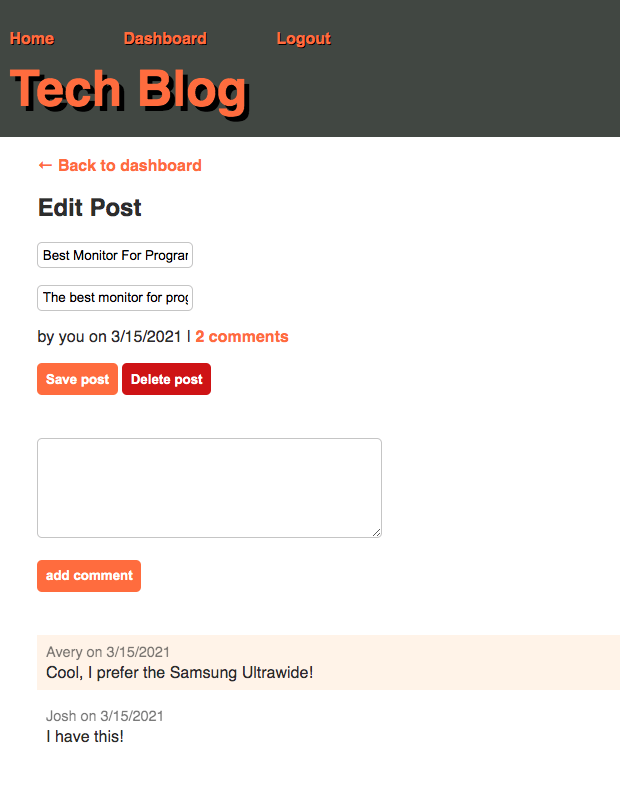 Home Dashboard Logout
Tech Blog
← Back to dashboard
Edit Post
Best Monitor For Prograr
The best monitor for prog
by you on 3/15/2021 | 2 comments
Save post Delete post
add comment
Avery on 3/15/2021
Cool, I prefer the Samsung Ultrawide!
Josh on 3/15/2021
I have this!